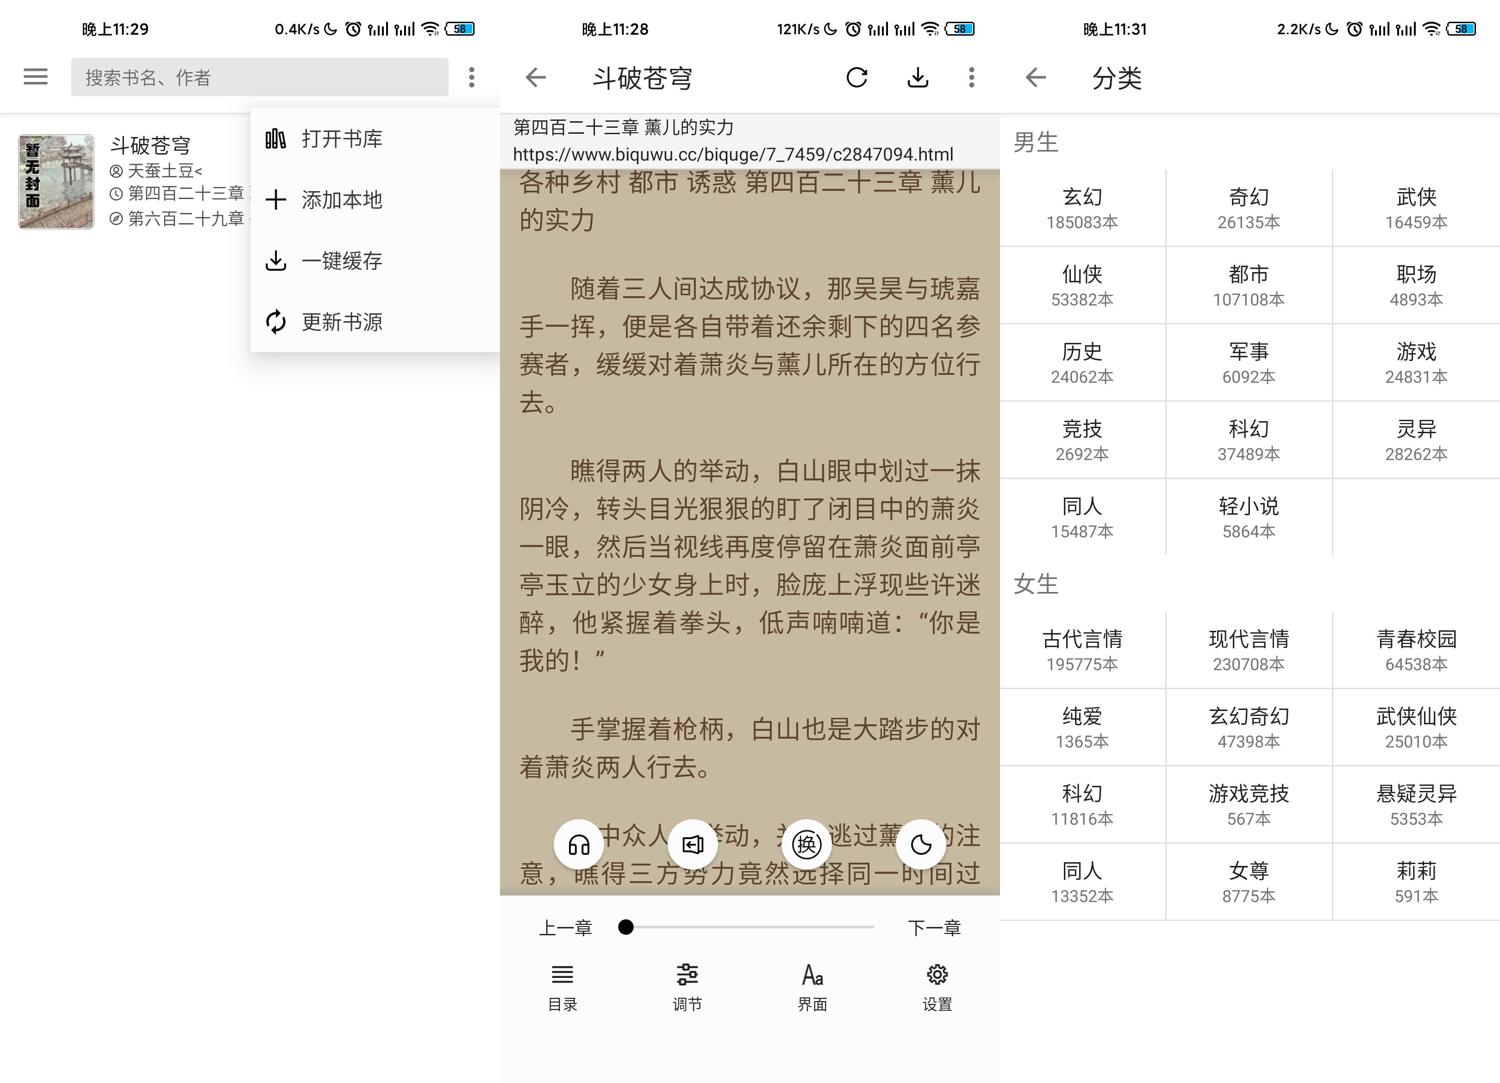 晚上11:29
0.4K/s
58
搜索书名、作者
暂无封面
斗破苍穹
天蚕土豆<
第四百二十三章
第六百二十九章
打开书库
添加本地
一键缓存
更新书源
晚上11:28
121K/s
58
斗破苍穹
第四百二十三章 薰儿的实力
https://www.biquwu.cc/biquge/7_7459/c2847094.html
各种乡村 都市 诱惑 第四百二十三章 薰儿
的实力
随着三人间达成协议，那吴昊与琥嘉
手一挥，便是各自带着还余剩下的四名参
赛者，缓缓对着萧炎与薰儿所在的方位行
去。
瞧得两人的举动，白山眼中划过一抹
阴冷，转头目光狠狠的盯了闭目中的萧炎
一眼，然后当视线再度停留在萧炎面前亭
亭玉立的少女身上时，脸庞上浮现些许迷
醉，他紧握着拳头，低声喃喃道：“你是
我的！”
手掌握着枪柄，白山也是大踏步的对
着萧炎两人行去。
中众人 举动，并 逃过薰 的注
意，瞧得三方势力竟然选择同一时间过
换
上一章
下一章
目录
调节
Aa
界面
设置
晚上11:31
2.2K/s
58
分类
男生
玄幻 奇幻 武侠
185083本 26135本 16459本
仙侠 都市 职场
53382本 107108本 4893本
历史 军事 游戏
24062本 6092本 24831本
竞技 科幻 灵异
2692本 37489本 28262本
同人 轻小说
15487本 5864本
女生
古代言情 现代言情 青春校园
195775本 230708本 64538本
纯爱 玄幻奇幻 武侠仙侠
1365本 47398本 25010本
科幻 游戏竞技 悬疑灵异
11816本 567本 5353本
同人 女尊 莉莉
13352本 8775本 591本